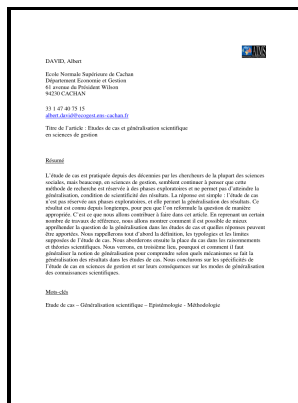 AIMS
DAVID, Albert
Ecole Normale Supérieure de Cachan
Département Economie et Gestion
61 avenue du Président Wilson
94230 CACHAN
33 1 47 40 75 15
albert.david@ecogest.ens-cachan.fr
Titre de l'article : Etudes de cas et généralisation scientifique
en sciences de gestion
Résumé
L'étude de cas est pratiquée depuis des décennies par les chercheurs de la plupart des sciences
sociales, mais beaucoup, en sciences de gestion, semblent continuer à penser que cette
méthode de recherche est réservée à des phases exploratoires et ne permet pas d'atteindre la
généralisation, condition de scientificité des résultats. La réponse est simple : l'étude de cas
n'est pas réservée aux phases exploratoires, et elle permet la généralisation des résultats. Ce
résultat est connu depuis longtemps, pour peu que l'on reformule la question de manière
appropriée. C'est ce que nous allons contribuer à faire dans cet article. En reprenant un certain
nombre de travaux de référence, nous allons montrer comment il est possible de mieux
appréhender la question de la généralisation dans les études de cas et quelles réponses peuvent
être apportées. Nous rappellerons tout d'abord la définition, les typologies et les limites
supposées de l'étude de cas. Nous aborderons ensuite la place du cas dans les raisonnements
et théories scientifiques. Nous verrons, en troisième lieu, pourquoi et comment il faut
généraliser la notion de généralisation pour comprendre selon quels mécanismes se fait la
généralisation des résultats dans les études de cas. Nous conclurons sur les spécificités de
l'étude de cas en sciences de gestion et sur leurs conséquences sur les modes de généralisation
des connaissances scientifiques.
Mots-clés
Etude de cas – Généralisation scientifique – Epistémologie - Méthodologie